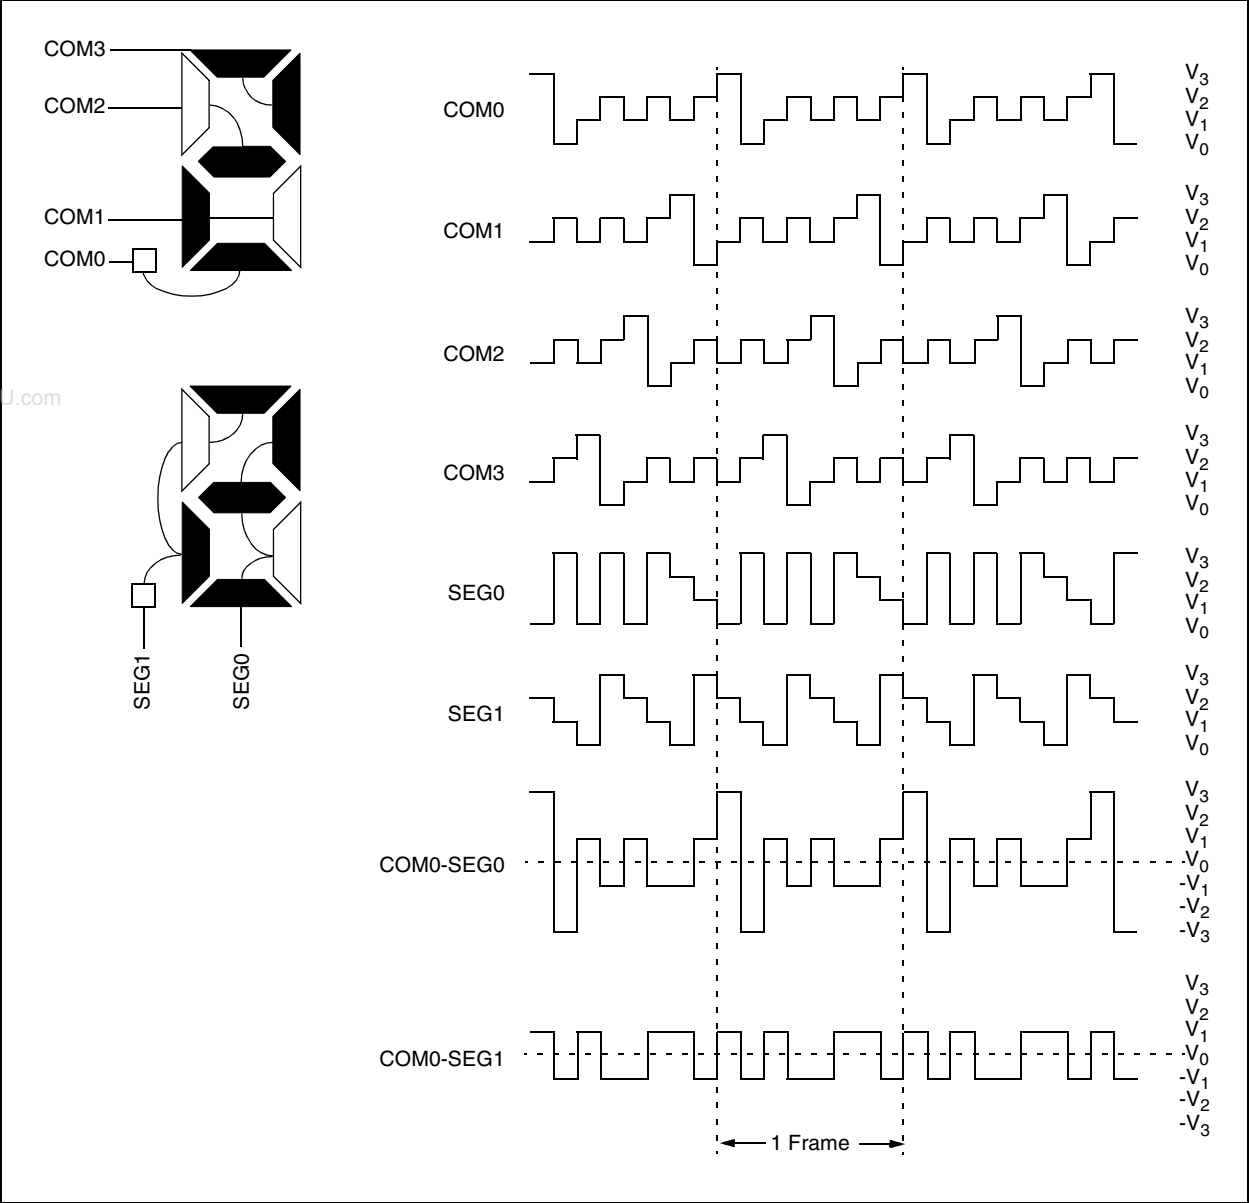 COM3
COM2
COM1
COM0
U.com
SEG1
SEG0
COM0
V3
V2
V1
V0
COM1
V3
V2
V1
V0
COM2
V3
V2
V1
V0
COM3
V3
V2
V1
V0
SEG0
V3
V2
V1
V0
SEG1
V3
V2
V1
V0
COM0-SEG0
V3
V2
V1
V0
-V1
-V2
-V3
COM0-SEG1
V3
V2
V1
V0
-V1
-V2
-V3
1 Frame